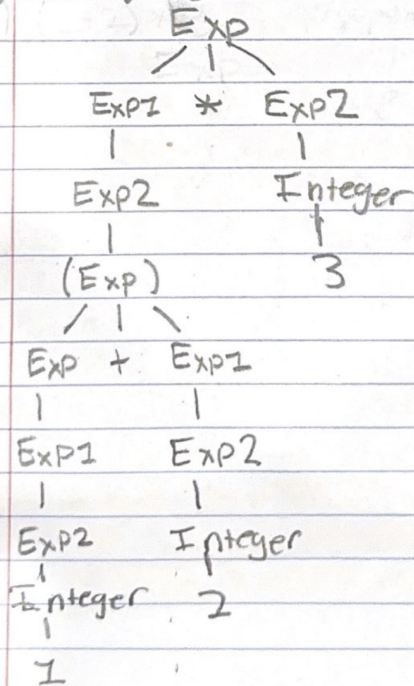 Exp
Exp1 * Exp2
Exp2 Integer
(Exp) 3
Exp + Exp1
Exp1 Exp2
Exp2 Integer
Integer 2
1